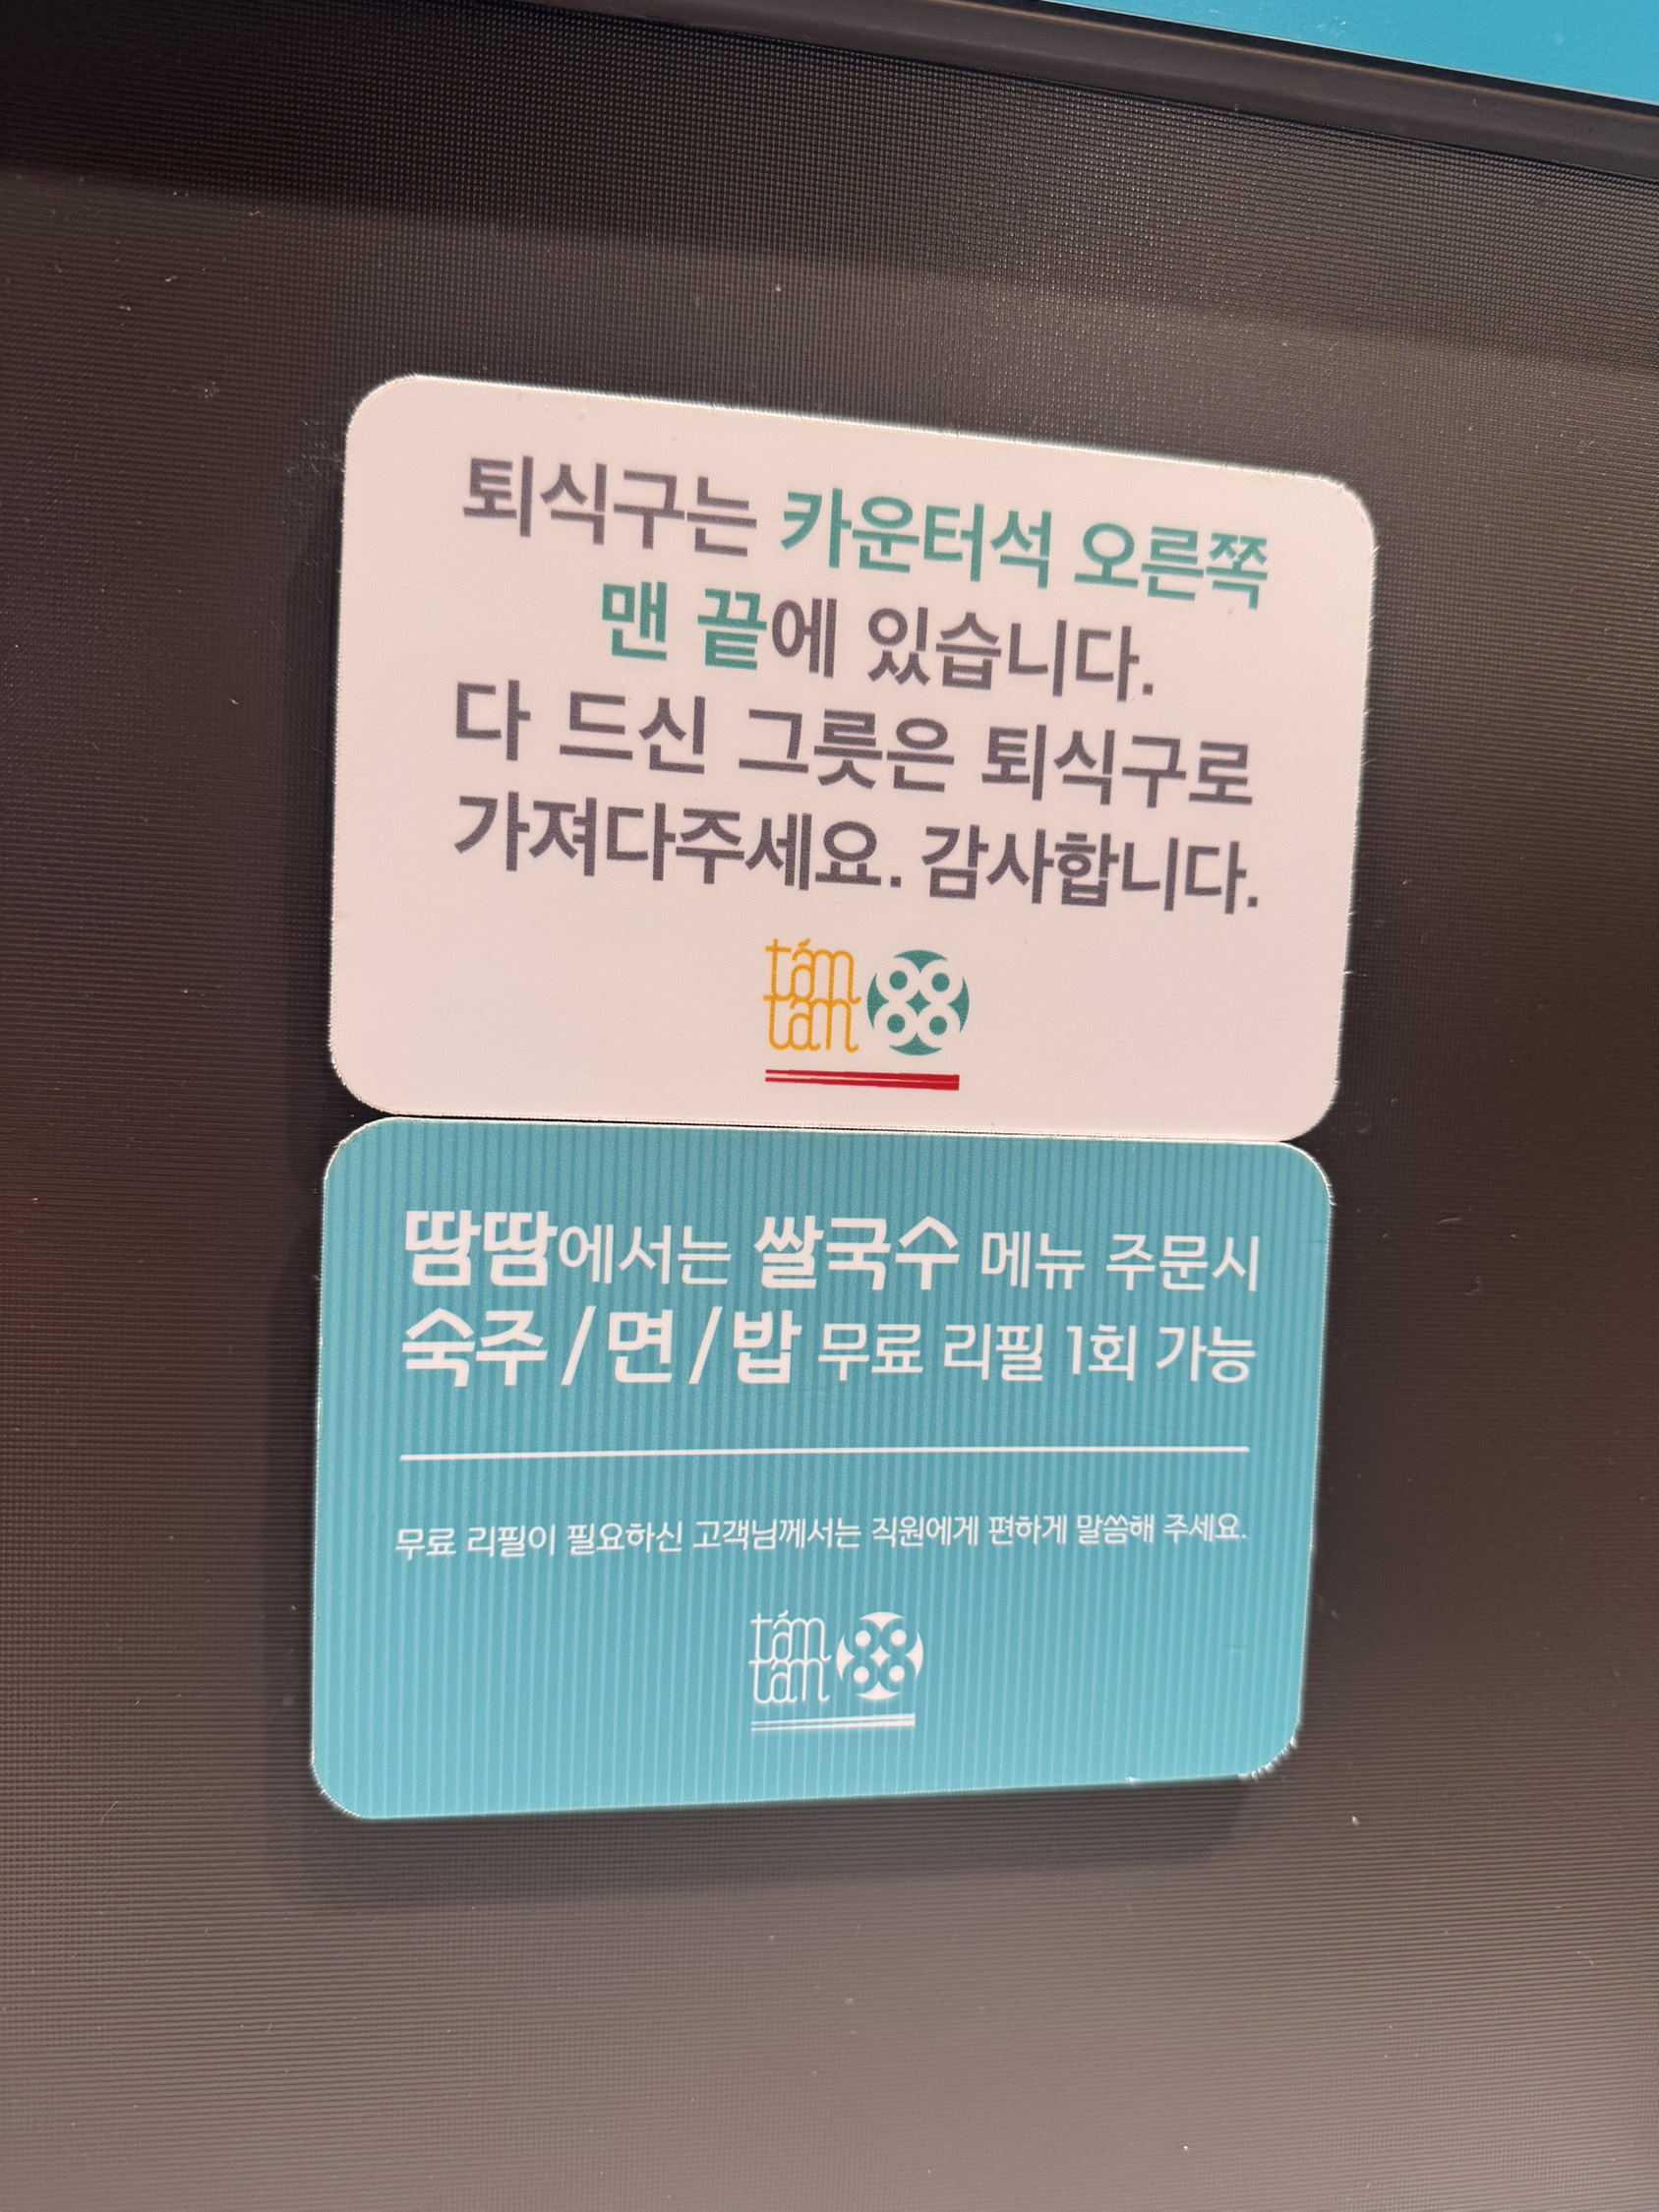 퇴식구는 카운터석 오른쪽
맨 끝에 있습니다.
다 드신 그릇은 퇴식구로
가져다주세요. 감사합니다.
tám
tám
88
88
땀땀에서는 쌀국수 메뉴 주문시
숙주/면/밥 무료 리필 1회 가능
무료 리필이 필요하신 고객님께서는 직원에게 편하게 말씀해 주세요.
tám
tám
88
88